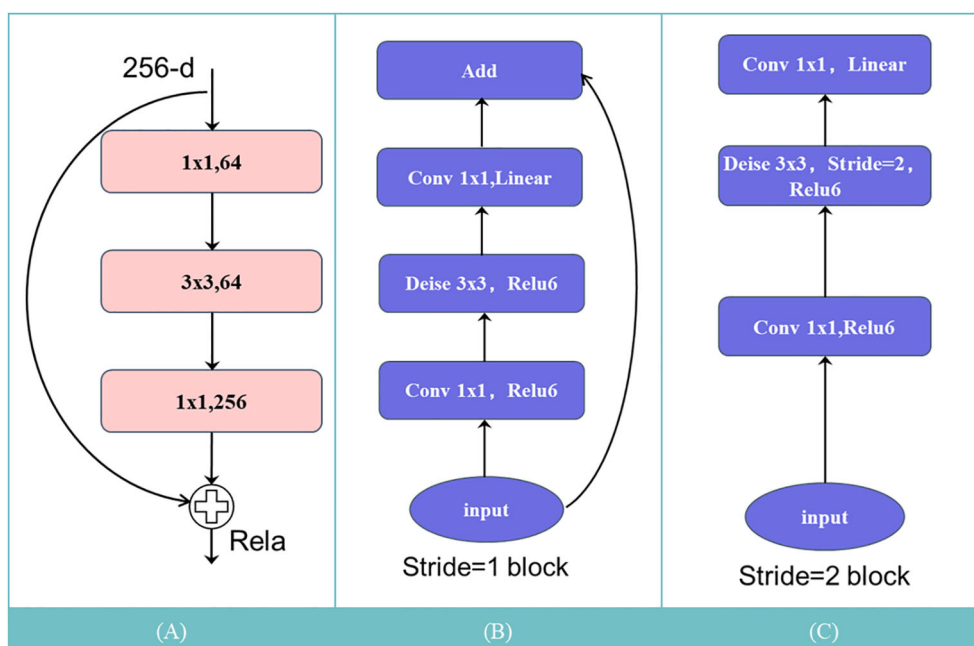 256-d
1x1,64
3x3,64
1x1,256
Rela
(A)
Add
Conv 1x1,Linear
Deise 3x3，Relu6
Conv 1x1，Relu6
input
Stride=1 block
(B)
Conv 1x1，Linear
Deise 3x3，Stride=2，
Relu6
Conv 1x1,Relu6
input
Stride=2 block
(C)